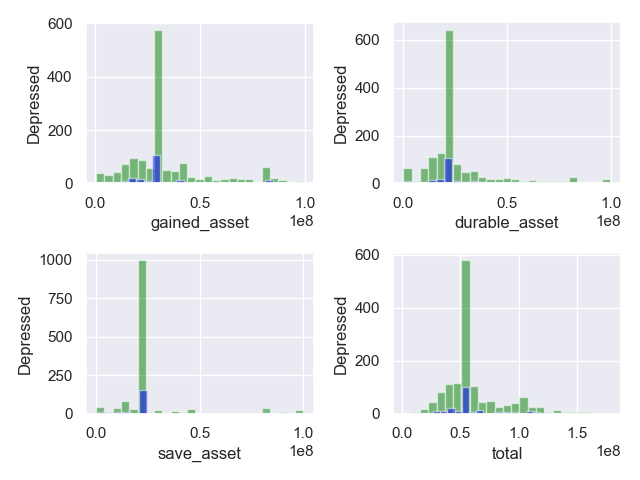 600
400
200
0
Depressed
0.0 0.5 1.0
1e8
gained_asset
600
400
200
0
Depressed
0.0 0.5 1.0
1e8
durable_asset
1000
750
500
250
0
Depressed
0.0 0.5 1.0
1e8
save_asset
600
400
200
0
Depressed
0.0 0.5 1.0 1.5
1e8
total